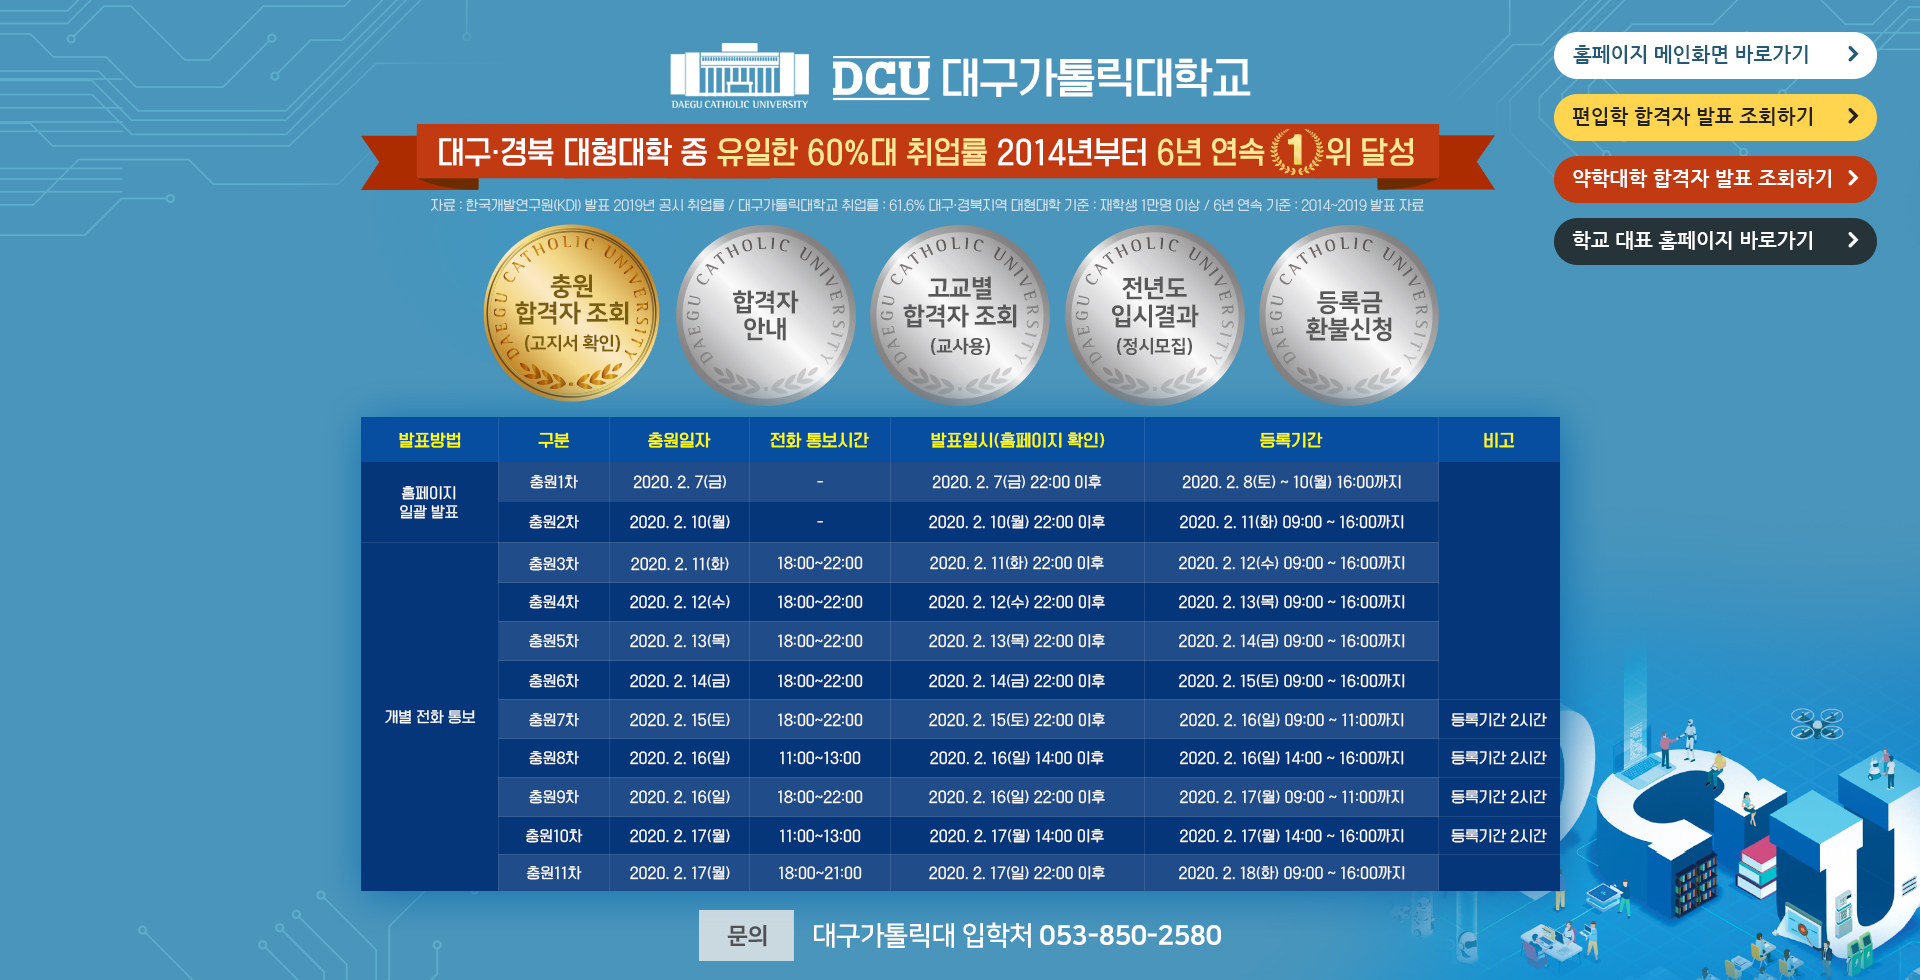 DAEGU CATHOLIC UNIVERSITY
DCU 대구가톨릭대학교
홈페이지 메인화면 바로가기
편입학 합격자 발표 조회하기
약학대학 합격자 발표 조회하기
학교 대표 홈페이지 바로가기
대구·경북 대형대학 중 유일한 60%대 취업률 2014년부터 6년 연속 1위 달성
자료 : 한국개발연구원(KDI) 발표 2019년 공시 취업률 / 대구가톨릭대학교 취업률 : 61.6% 대구·경북지역 대형대학 기준 : 재학생 1만명 이상 / 6년 연속 기준 : 2014~2019 발표 자료
DAEGU CATHOLIC UNIVERSITY
충원
합격자 조회
(고지서 확인)
DAEGU CATHOLIC UNIVERSITY
합격자
안내
DAEGU CATHOLIC UNIVERSITY
고교별
합격자 조회
(교사용)
DAEGU CATHOLIC UNIVERSITY
전년도
입시결과
(정시모집)
DAEGU CATHOLIC UNIVERSITY
등록금
환불신청
발표방법 구분 충원일자 전화 통보시간 발표일시(홈페이지 확인) 등록기간 비고
홈페이지
일괄 발표
충원1차 2020. 2. 7(금) - 2020. 2. 7(금) 22:00 이후 2020. 2. 8(토) ~ 10(월) 16:00까지
충원2차 2020. 2. 10(월) - 2020. 2. 10(월) 22:00 이후 2020. 2. 11(화) 09:00 ~ 16:00까지
개별 전화 통보
충원3차 2020. 2. 11(화) 18:00~22:00 2020. 2. 11(화) 22:00 이후 2020. 2. 12(수) 09:00 ~ 16:00까지
충원4차 2020. 2. 12(수) 18:00~22:00 2020. 2. 12(수) 22:00 이후 2020. 2. 13(목) 09:00 ~ 16:00까지
충원5차 2020. 2. 13(목) 18:00~22:00 2020. 2. 13(목) 22:00 이후 2020. 2. 14(금) 09:00 ~ 16:00까지
충원6차 2020. 2. 14(금) 18:00~22:00 2020. 2. 14(금) 22:00 이후 2020. 2. 15(토) 09:00 ~ 16:00까지
충원7차 2020. 2. 15(토) 18:00~22:00 2020. 2. 15(토) 22:00 이후 2020. 2. 16(일) 09:00 ~ 11:00까지 등록기간 2시간
충원8차 2020. 2. 16(일) 11:00~13:00 2020. 2. 16(일) 14:00 이후 2020. 2. 16(일) 14:00 ~ 16:00까지 등록기간 2시간
충원9차 2020. 2. 16(일) 18:00~22:00 2020. 2. 16(일) 22:00 이후 2020. 2. 17(월) 09:00 ~ 11:00까지 등록기간 2시간
충원10차 2020. 2. 17(월) 11:00~13:00 2020. 2. 17(월) 14:00 이후 2020. 2. 17(월) 14:00 ~ 16:00까지 등록기간 2시간
충원11차 2020. 2. 17(월) 18:00~21:00 2020. 2. 17(일) 22:00 이후 2020. 2. 18(화) 09:00 ~ 16:00까지
문의 대구가톨릭대 입학처 053-850-2580
CU